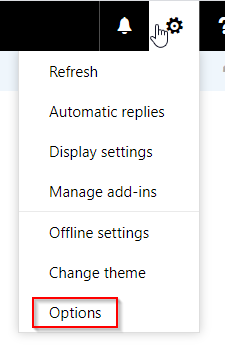 ?
Refresh
Automatic replies
Display settings
Manage add-ins
Offline settings
Change theme
Options